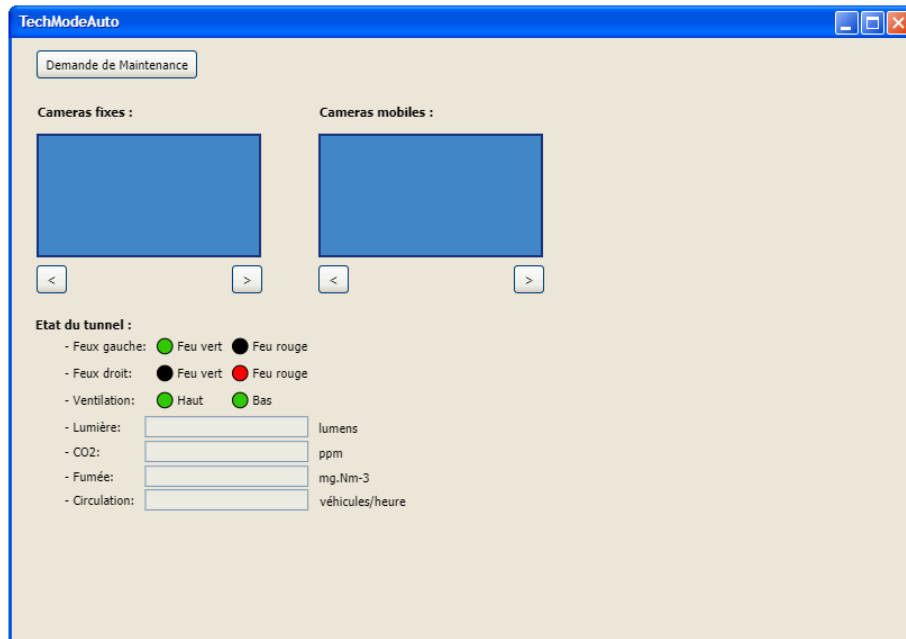 TechModeAuto
Demande de Maintenance
Cameras fixes : Cameras mobiles :
< > < >
Etat du tunnel :
- Feux gauche: Feu vert Feu rouge
- Feux droit: Feu vert Feu rouge
- Ventilation: Haut Bas
- Lumière: lumens
- CO2: ppm
- Fumée: mg.Nm-3
- Circulation: véhicules/heure